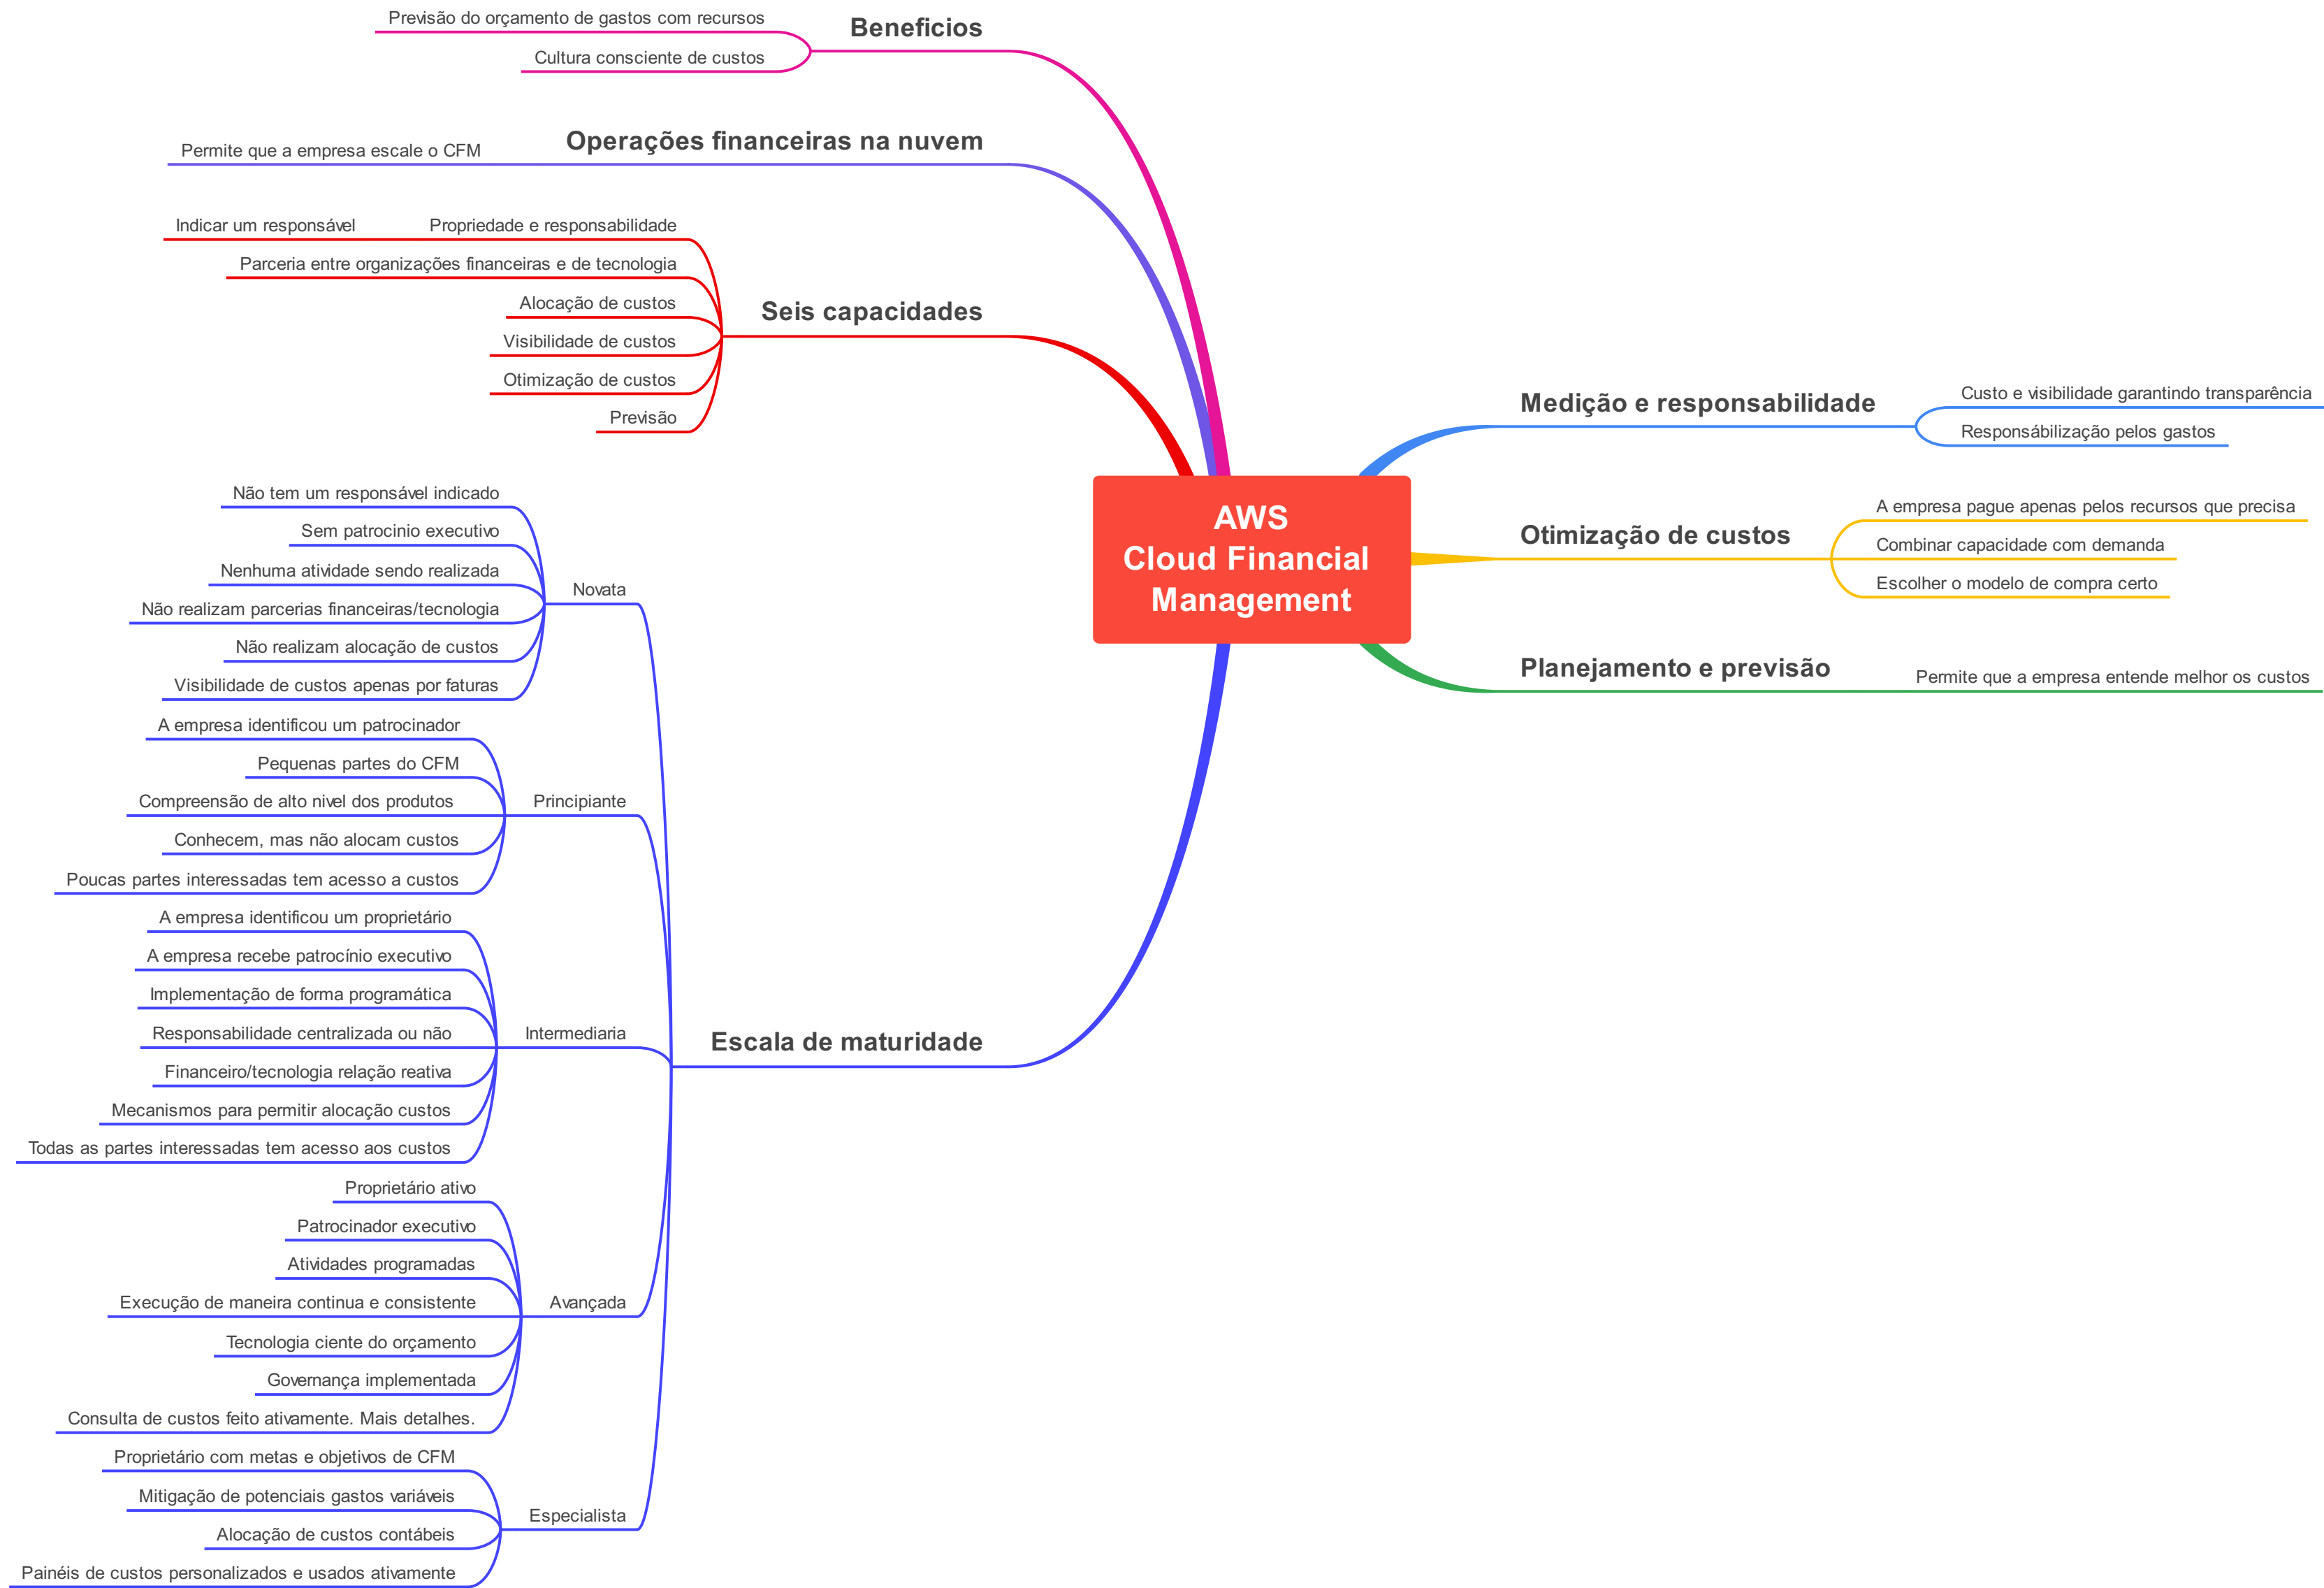 AWS
Cloud Financial
Management
Medição e responsabilidade
Custo e visibilidade garantindo transparência
Responsábilização pelos gastos
Otimização de custos
A empresa pague apenas pelos recursos que precisa
Combinar capacidade com demanda
Escolher o modelo de compra certo
Planejamento e previsão
Permite que a empresa entende melhor os custos
Beneficios
Previsão do orçamento de gastos com recursos
Cultura consciente de custos
Operações financeiras na nuvem
Permite que a empresa escale o CFM
Seis capacidades
Propriedade e responsabilidade
Indicar um responsável
Parceria entre organizações financeiras e de tecnologia
Alocação de custos
Visibilidade de custos
Otimização de custos
Previsão
Escala de maturidade
Novata
Não tem um responsável indicado
Sem patrocinio executivo
Nenhuma atividade sendo realizada
Não realizam parcerias financeiras/tecnologia
Não realizam alocação de custos
Visibilidade de custos apenas por faturas
Principiante
A empresa identificou um patrocinador
Pequenas partes do CFM
Compreensão de alto nivel dos produtos
Conhecem, mas não alocam custos
Poucas partes interessadas tem acesso a custos
Intermediaria
A empresa identificou um proprietário
A empresa recebe patrocínio executivo
Implementação de forma programática
Responsabilidade centralizada ou não
Financeiro/tecnologia relação reativa
Mecanismos para permitir alocação custos
Todas as partes interessadas tem acesso aos custos
Avançada
Proprietário ativo
Patrocinador executivo
Atividades programadas
Execução de maneira continua e consistente
Tecnologia ciente do orçamento
Governança implementada
Consulta de custos feito ativamente. Mais detalhes.
Especialista
Proprietário com metas e objetivos de CFM
Mitigação de potenciais gastos variáveis
Alocação de custos contábeis
Painéis de custos personalizados e usados ativamente